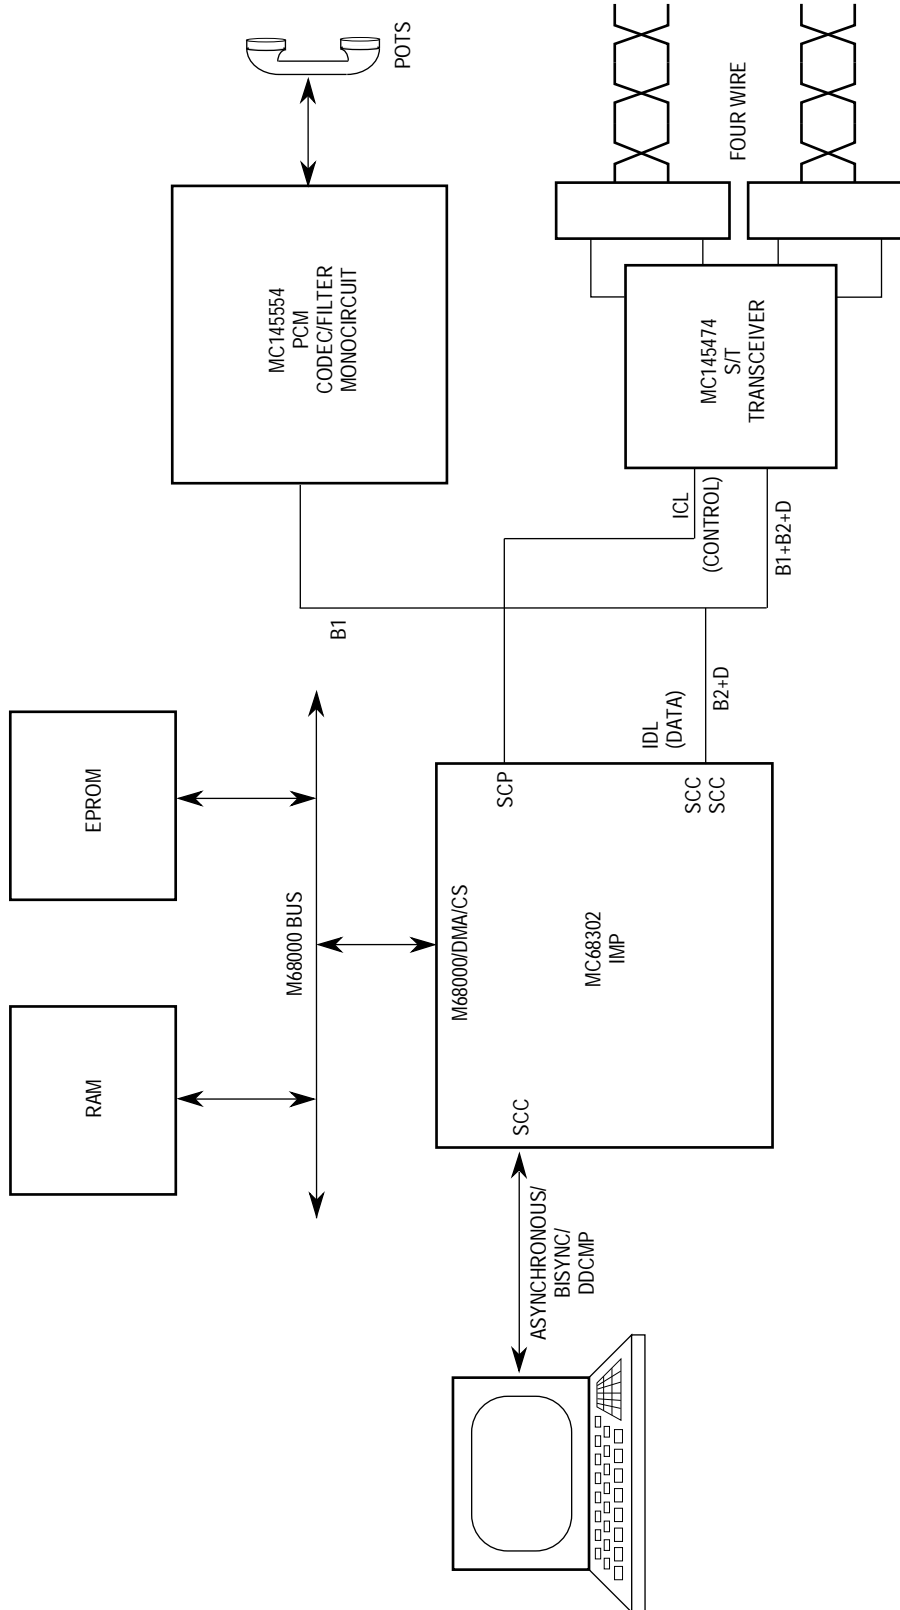 RAM
EPROM
M68000 BUS
MC145554
PCM
CODEC/FILTER
MONOCIRCUIT
POTS
B1
M68000/DMA/CS
SCC
SCP
MC68302
IMP
SCC
SCC
IDL
(DATA)
B2+D
ICL
(CONTROL)
B1+B2+D
MC145474
S/T
TRANSCEIVER
FOUR WIRE
ASYNCHRONOUS/
BISYNC/
DDCMP